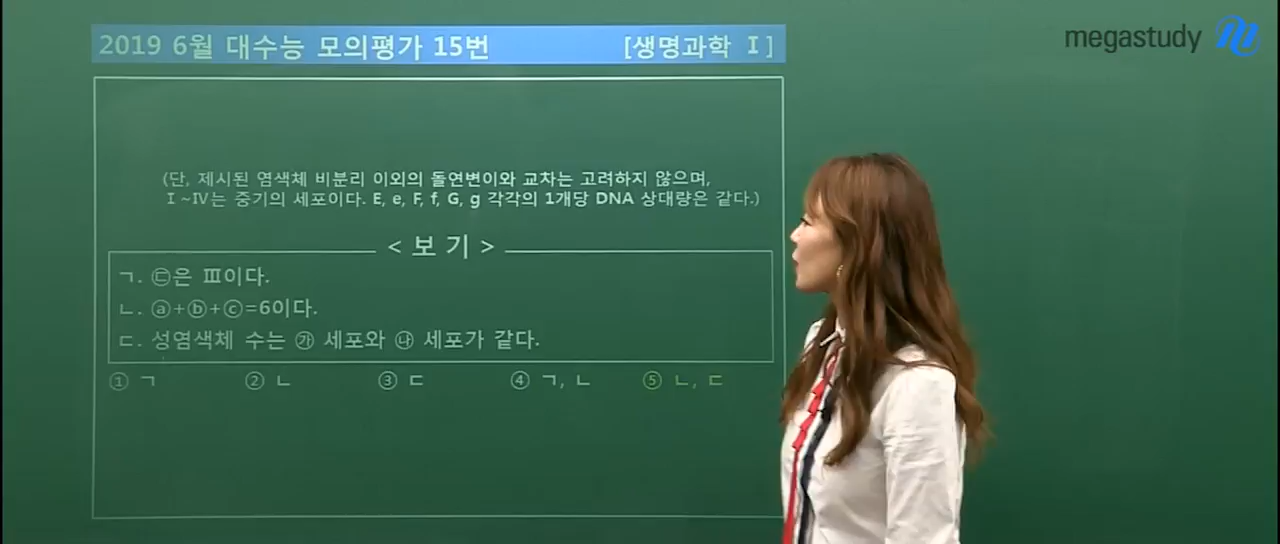 2019 6월 대수능 모의평가 15번 [생명과학 Ⅰ]
megastudy
(단, 제시된 염색체 비분리 이외의 돌연변이와 교차는 고려하지 않으며,
Ⅰ~Ⅳ는 중기의 세포이다. E, e, F, f, G, g 각각의 1개당 DNA 상대량은 같다.)
< 보 기 >
ㄱ. ㉢은 Ⅲ이다.
ㄴ. ⓐ+ⓑ+ⓒ=6이다.
ㄷ. 성염색체 수는 ㉮ 세포와 ㉯ 세포가 같다.
① ㄱ ② ㄴ ③ ㄷ ④ ㄱ, ㄴ ⑤ ㄴ, ㄷ